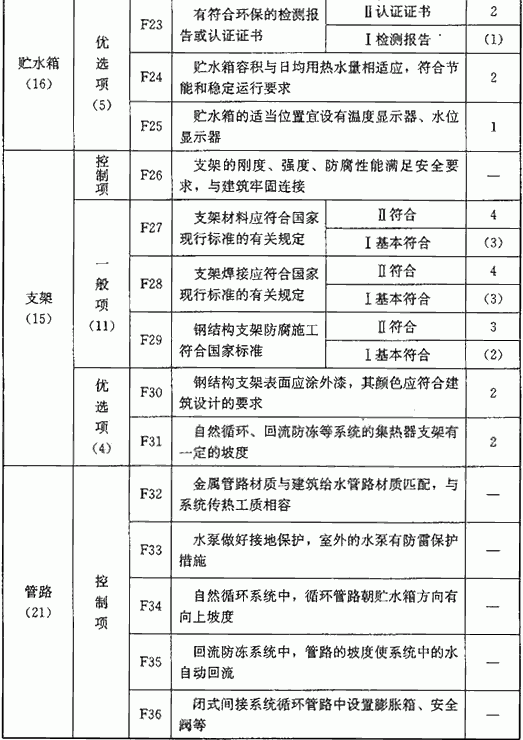 贮水箱
(16)
优
选
项
(5)
F23
有符合环保的检测报
告或认证证书
Ⅱ认证证书
2
Ⅰ检测报告
(1)
F24
贮水箱容积与日均用热水量相适应，符合节
能和稳定运行要求
2
F25
贮水箱的适当位置宜设有温度显示器、水位
显示器
1
支架
(15)
控
制
项
F26
支架的刚度、强度、防腐性能满足安全要
求，与建筑牢固连接
—
一
般
项
(11)
F27
支架材料应符合国家
现行标准的有关规定
Ⅱ符合
4
Ⅰ基本符合
(3)
F28
支架焊接应符合国家
现行标准的有关规定
Ⅱ符合
4
Ⅰ基本符合
(3)
F29
钢结构支架防腐施工
符合国家标准
Ⅱ符合
3
Ⅰ基本符合
(2)
优
选
项
(4)
F30
钢结构支架表面应涂外漆，其颜色应符合建
筑设计的要求
2
F31
自然循环、回流防冻等系统的集热器支架有
一定的坡度
2
管路
(21)
控
制
项
F32
金属管路材质与建筑给水管路材质匹配，与
系统传热工质相容
—
F33
水泵做好接地保护，室外的水泵有防雷保护
措施
—
F34
自然循环系统中，循环管路朝贮水箱方向有
向上坡度
—
F35
回流防冻系统中，管路的坡度使系统中的水
自动回流
—
F36
闭式间接系统循环管路中设置膨胀箱、安全
阀等
—